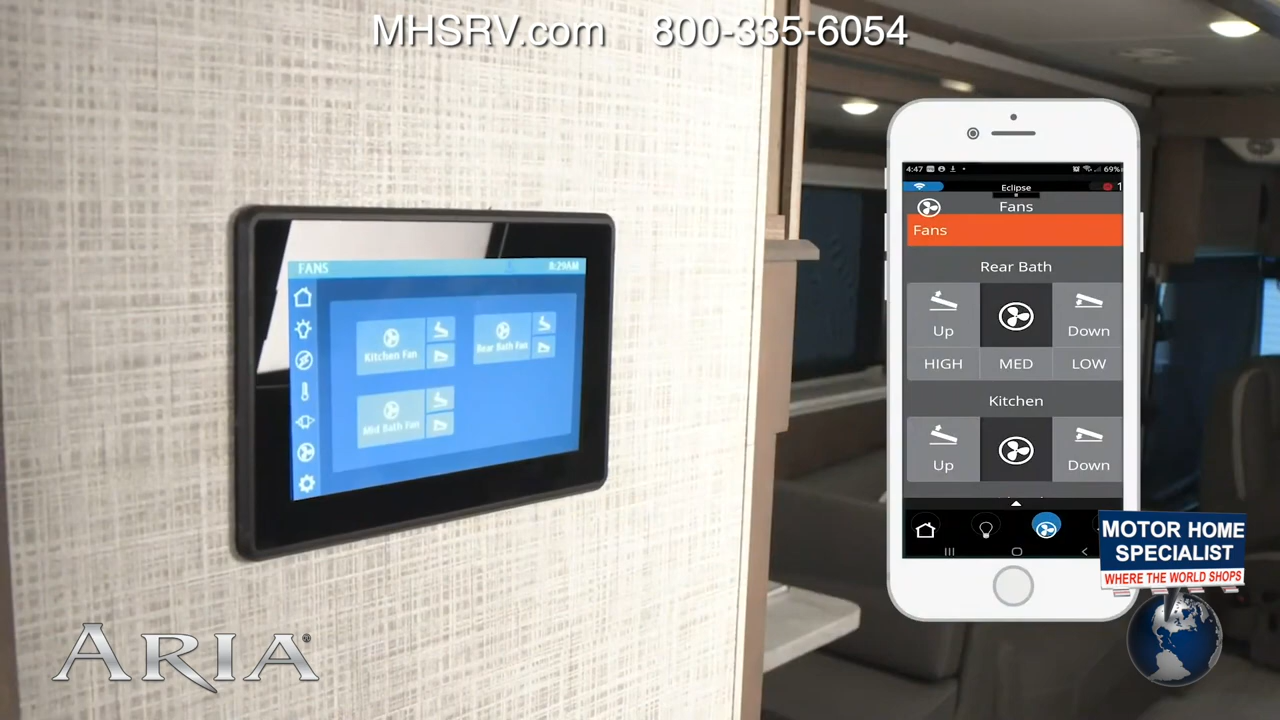 MHSRV.com 800-335-6054
FANS 8:29AM
Kitchen Fan
Rear Bath Fan
Mid Bath Fan
4:47 69%
Eclipse 1
Fans
Fans
Rear Bath
Up Down
HIGH MED LOW
Kitchen
Up Down
MOTOR HOME
SPECIALIST
WHERE THE WORLD SHOPS
ARIA®